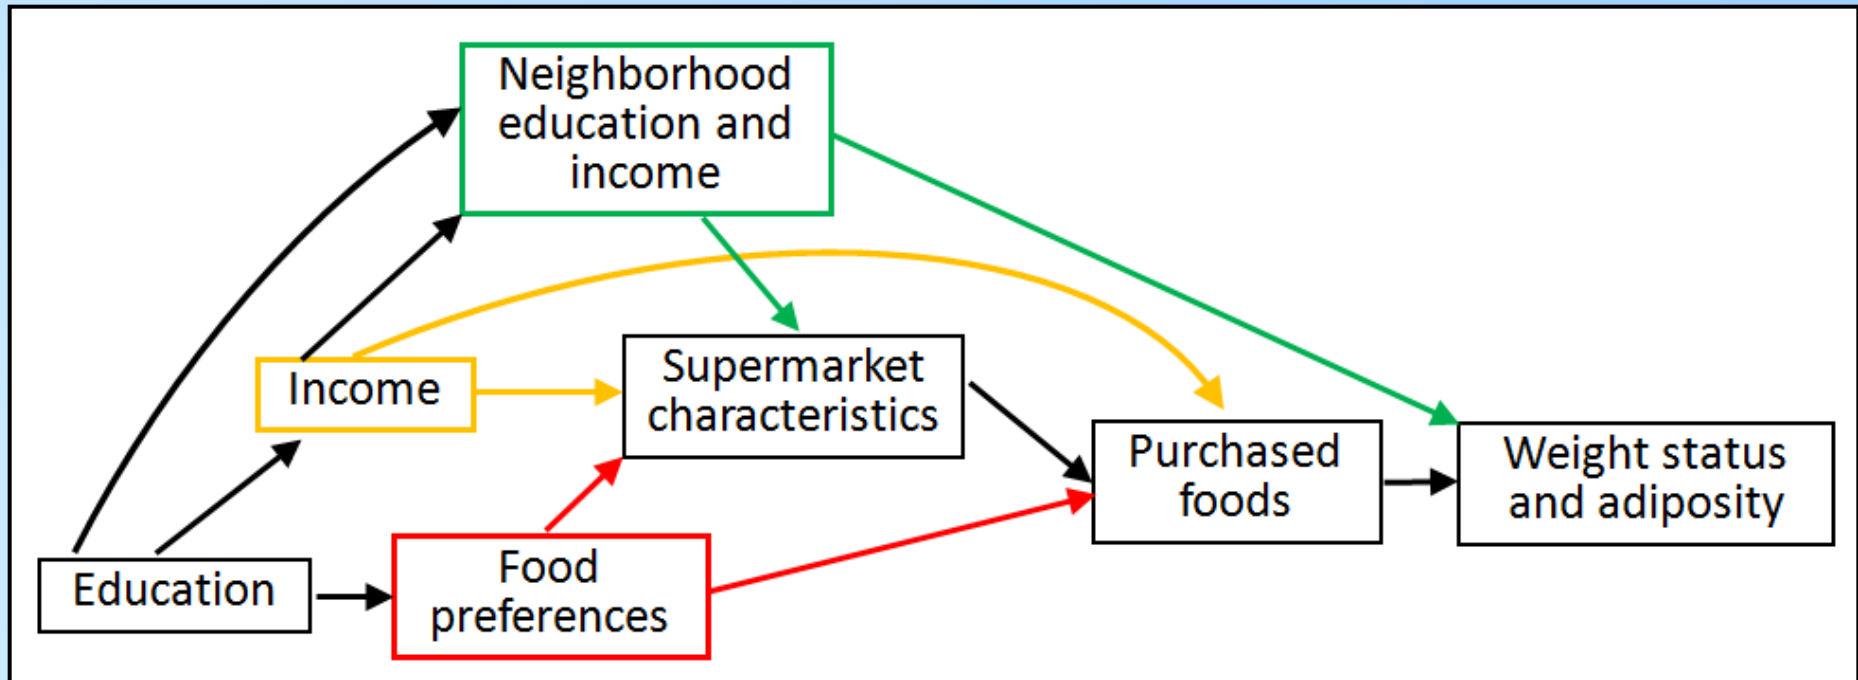 Neighborhood
education and
income
Income
Supermarket
characteristics
Purchased
foods
Weight status
and adiposity
Education
Food
preferences